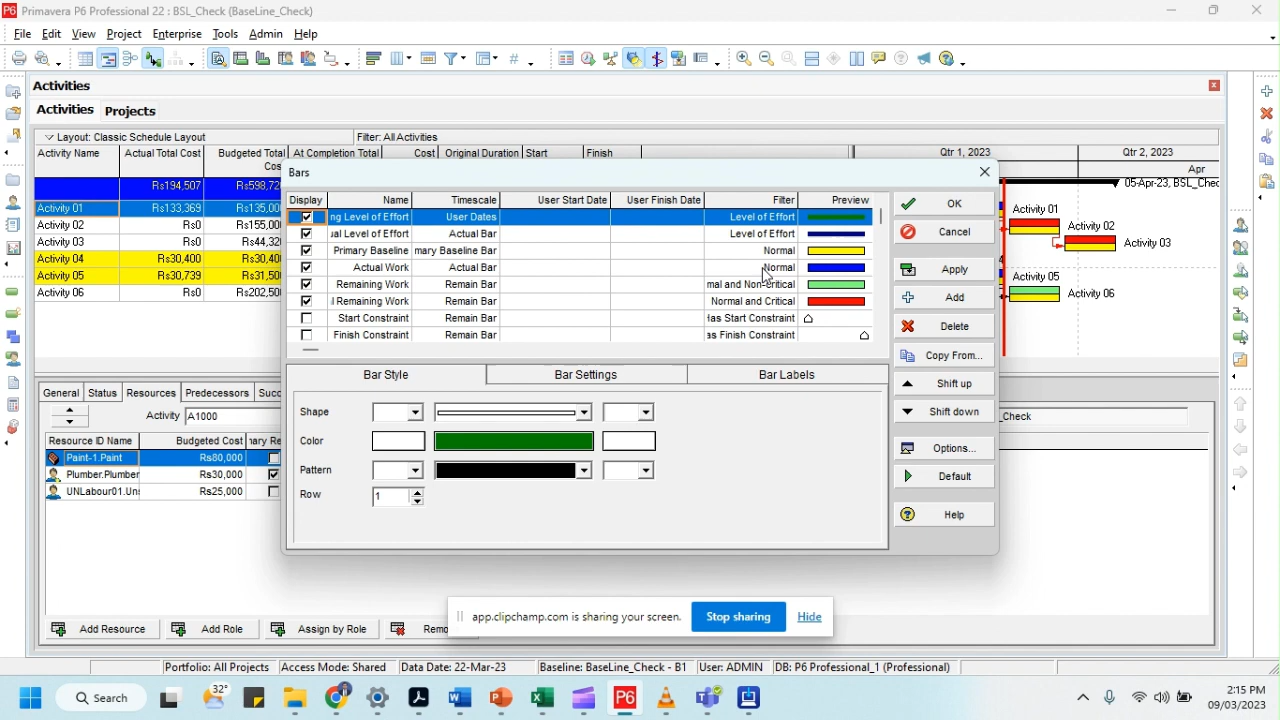 Primavera P6 Professional 22 : BSL_Check (BaseLine_Check)
File Edit View Project Enterprise Tools Admin Help
Activities
Activities Projects
Layout: Classic Schedule Layout Filter: All Activities
Activity Name Actual Total Cost Budgeted Total Cos At Completion Total Cost Original Duration Start Finish Qtr 1, 2023 Qtr 2, 2023
Apr
Rs194,507 Rs598,72 05-Apr-23, BSL_Chec
Activity 01 Rs133,369 Rs135,00 Activity 01
Activity 02 Rs0 Rs155,00 Activity 02
Activity 03 Rs0 Rs44,32 Activity 03
Activity 04 Rs30,400 Rs30,40
Activity 05 Rs30,739 Rs31,50 Activity 05
Activity 06 Rs0 Rs202,50 Activity 06
Bars
Display Name Timescale User Start Date User Finish Date Filter Preview
ng Level of Effort User Dates Level of Effort
ual Level of Effort Actual Bar Level of Effort
Primary Baseline mary Baseline Bar Normal
Actual Work Actual Bar Normal
Remaining Work Remain Bar mal and Non-critical
l Remaining Work Remain Bar Normal and Critical
Start Constraint Remain Bar Has Start Constraint
Finish Constraint Remain Bar as Finish Constraint
OK
Cancel
Apply
Add
Delete
Copy From...
Shift up
Shift down
Options...
Default
Help
Bar Style Bar Settings Bar Labels
Shape
Color
Pattern
Row 1
General Status Resources Predecessors Succ
Activity A1000 _Check
Resource ID Name Budgeted Cost nary Re
Paint-1.Paint Rs80,000
Plumber.Plumber Rs30,000
UNLabour01.Un Rs25,000
app.clipchamp.com is sharing your screen. Stop sharing Hide
Add Resource Add Role Assign by Role Remo
Portfolio: All Projects Access Mode: Shared Data Date: 22-Mar-23 Baseline: BaseLine_Check - B1 User: ADMIN DB: P6 Professional_1 (Professional)
32° Search
2:15 PM
09/03/2023